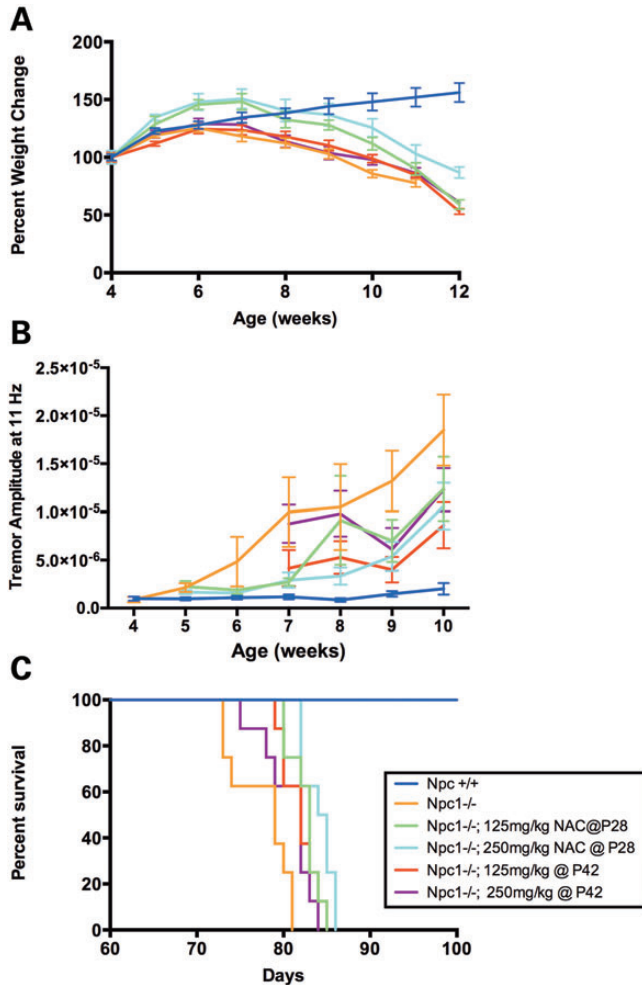 A
Percent Weight Change
200
150
100
50
0
4 6 8 10 12
Age (weeks)
B
Tremor Amplitude at 11 Hz
2.5×10-5
2.0×10-5
1.5×10-5
1.0×10-5
5.0×10-6
0.0
4 5 6 7 8 9 10
Age (weeks)
C
Percent survival
100
80
60
40
20
0
60 70 80 90 100
Days
Npc +/+
Npc1-/-
Npc1-/-; 125mg/kg NAC@P28
Npc1-/-; 250mg/kg NAC @ P28
Npc1-/-; 125mg/kg @ P42
Npc1-/-; 250mg/kg @ P42